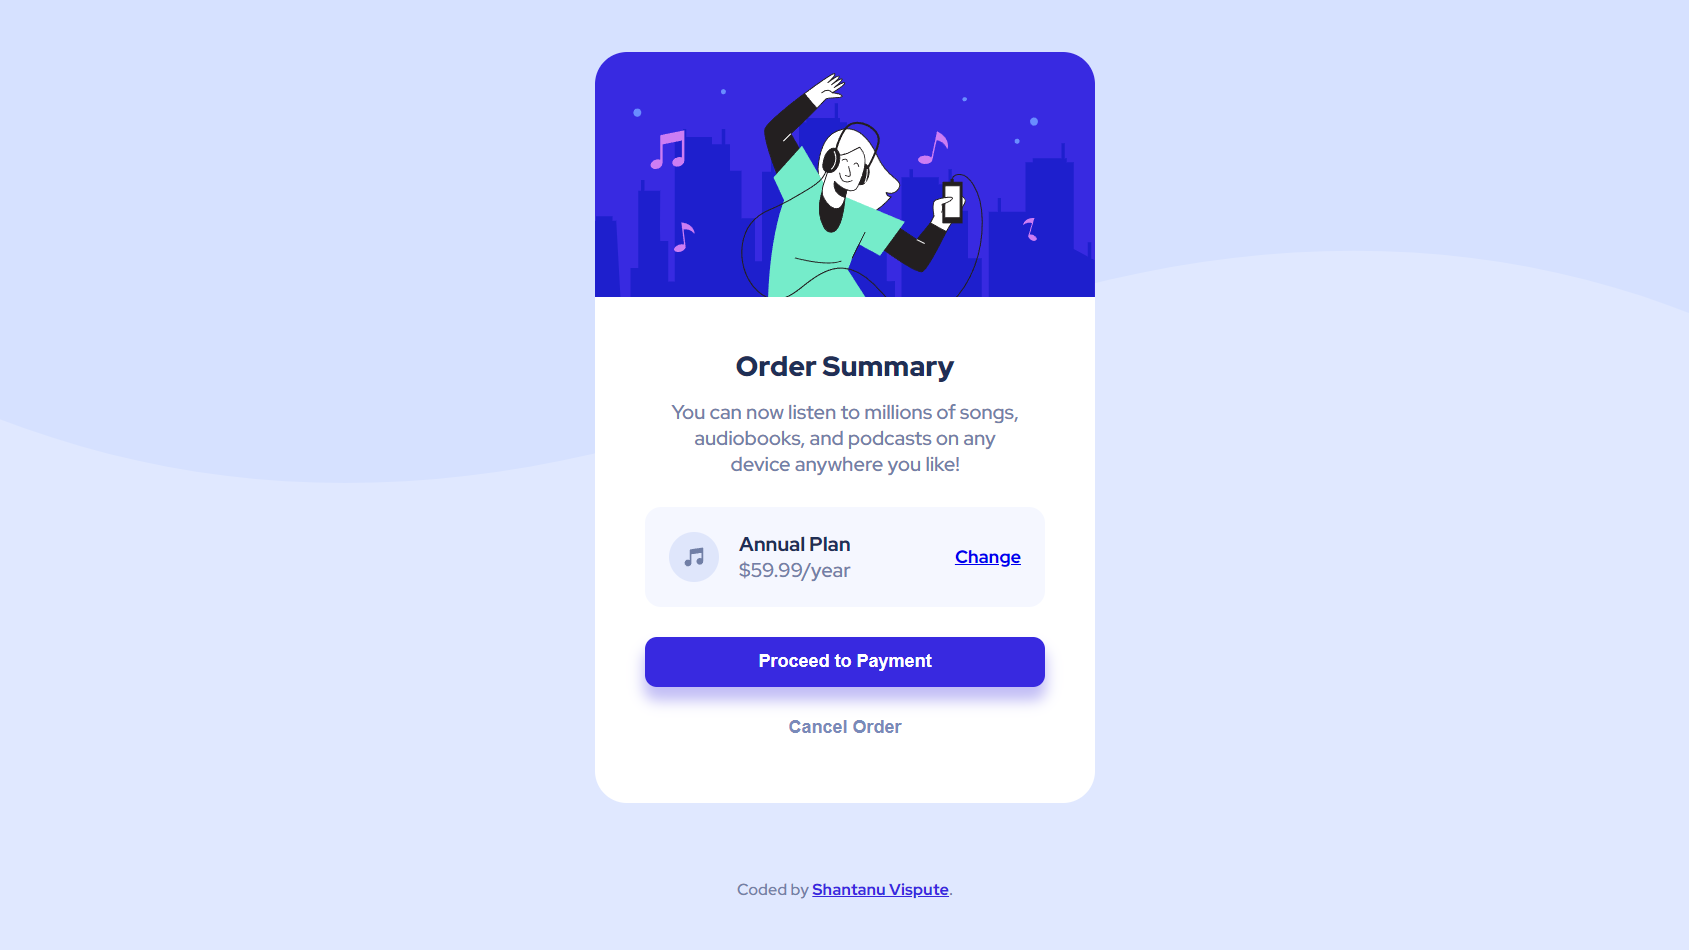 Order Summary
You can now listen to millions of songs,
audiobooks, and podcasts on any
device anywhere you like!
Annual Plan
$59.99/year
Change
Proceed to Payment
Cancel Order
Coded by Shantanu Vispute.